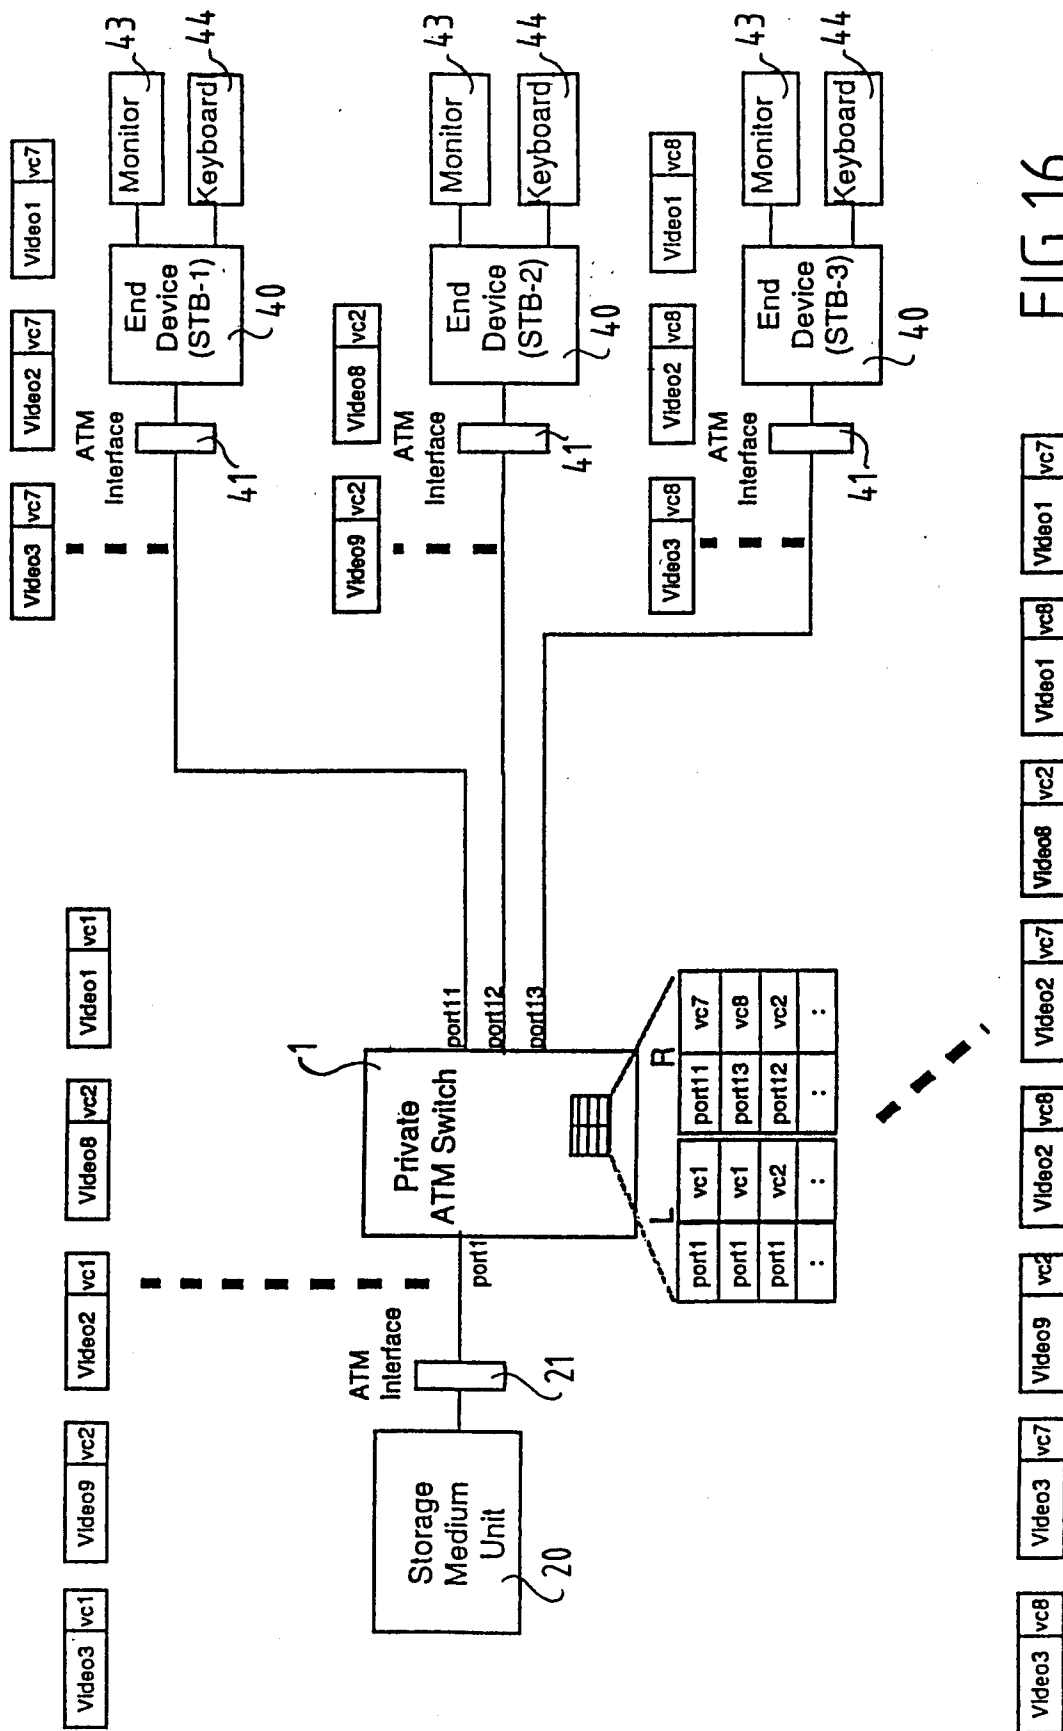 Video3 vc1
Video9 vc2
Video2 vc1
Video8 vc2
Video1 vc1
Video3 vc7
Video2 vc7
Video1 vc7
Storage
Medium
Unit
20
ATM
Interface
21
port1
Private
ATM Switch
1
port11
port12
port13
L
R
port1 vc1 port11 vc7
port1 vc1 port13 vc8
port1 vc2 port12 vc2
: : : :
ATM
Interface
41
End
Device
(STB-1)
40
Monitor
43
Keyboard
44
Video9 vc2
Video8 vc2
ATM
Interface
41
End
Device
(STB-2)
40
Monitor
43
Keyboard
44
Video3 vc8
Video2 vc8
Video1 vc8
ATM
Interface
41
End
Device
(STB-3)
40
Monitor
43
Keyboard
44
Video3 vc8
Video3 vc7
Video9 vc2
Video2 vc8
Video2 vc7
Video8 vc2
Video1 vc8
Video1 vc7
FIG.16